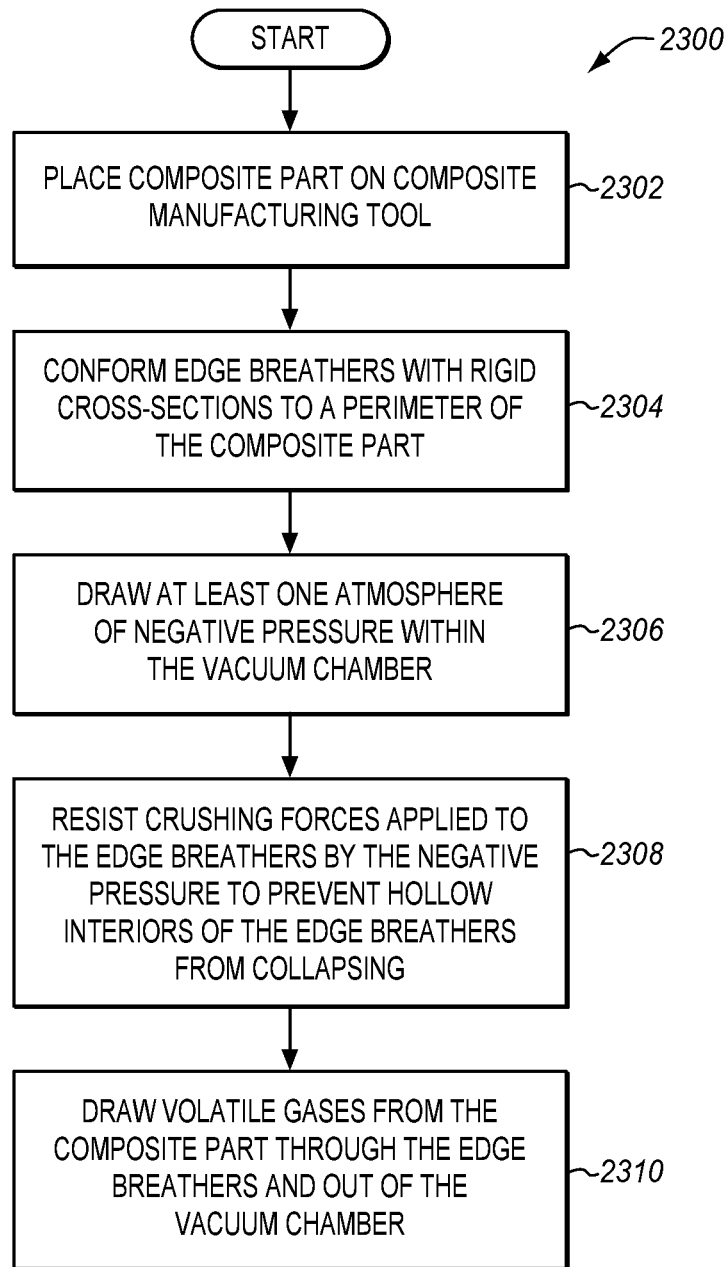 START
2300
PLACE COMPOSITE PART ON COMPOSITE
MANUFACTURING TOOL
2302
CONFORM EDGE BREATHERS WITH RIGID
CROSS-SECTIONS TO A PERIMETER OF
THE COMPOSITE PART
2304
DRAW AT LEAST ONE ATMOSPHERE
OF NEGATIVE PRESSURE WITHIN
THE VACUUM CHAMBER
2306
RESIST CRUSHING FORCES APPLIED TO
THE EDGE BREATHERS BY THE NEGATIVE
PRESSURE TO PREVENT HOLLOW
INTERIORS OF THE EDGE BREATHERS
FROM COLLAPSING
2308
DRAW VOLATILE GASES FROM THE
COMPOSITE PART THROUGH THE EDGE
BREATHERS AND OUT OF THE
VACUUM CHAMBER
2310